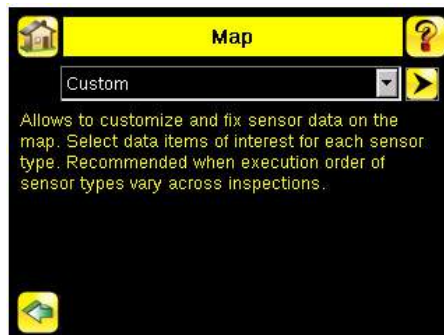 Map
?
Custom
Allows to customize and fix sensor data on the
map. Select data items of interest for each sensor
type. Recommended when execution order of
sensor types vary across inspections.